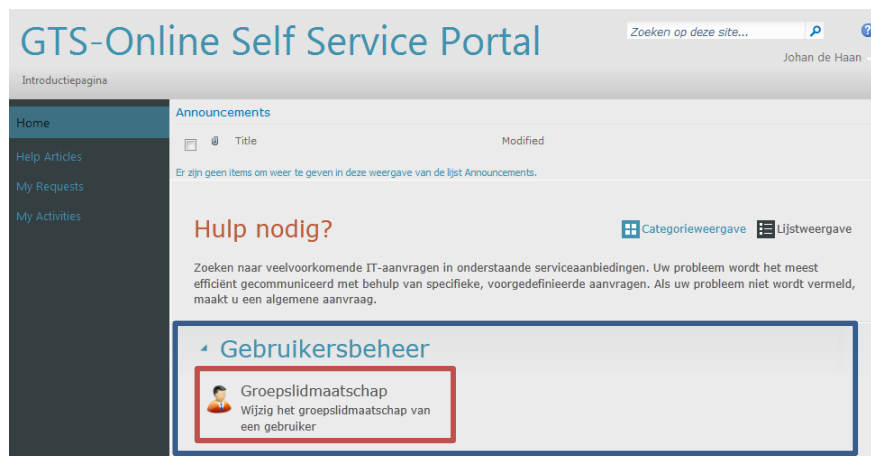 GTS-Online Self Service Portal
Zoeken op deze site...
Johan de Haan
Introductiepagina
Home
Help Articles
My Requests
My Activities
Announcements
Title Modified
Er zijn geen items om weer te geven in deze weergave van de lijst Announcements.
Hulp nodig?
Categorieweergave Lijstweergave
Zoeken naar veelvoorkomende IT-aanvragen in onderstaande serviceaanbiedingen. Uw probleem wordt het meest
efficiënt gecommuniceerd met behulp van specifieke, voorgedefinieerde aanvragen. Als uw probleem niet wordt vermeld,
maakt u een algemene aanvraag.
Gebruikersbeheer
Groepslidmaatschap
Wijzig het groepslidmaatschap van
een gebruiker